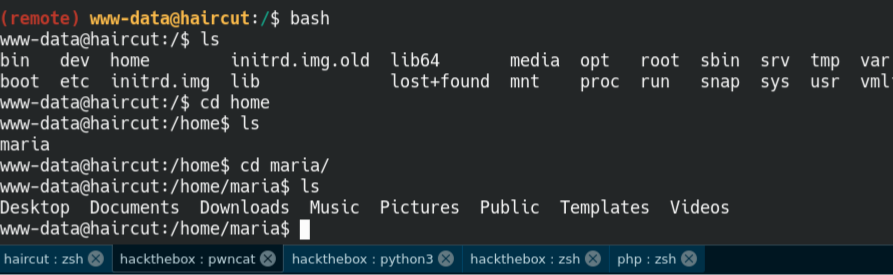 (remote) www-data@haircut:/$ bash
www-data@haircut:/$ ls
bin dev home initrd.img.old lib64 media opt root sbin srv tmp var
boot etc initrd.img lib lost+found mnt proc run snap sys usr vml
www-data@haircut:/$ cd home
www-data@haircut:/home$ ls
maria
www-data@haircut:/home$ cd maria/
www-data@haircut:/home/maria$ ls
Desktop Documents Downloads Music Pictures Public Templates Videos
www-data@haircut:/home/maria$
haircut : zsh hackthebox : pwncat hackthebox : python3 hackthebox : zsh php : zsh